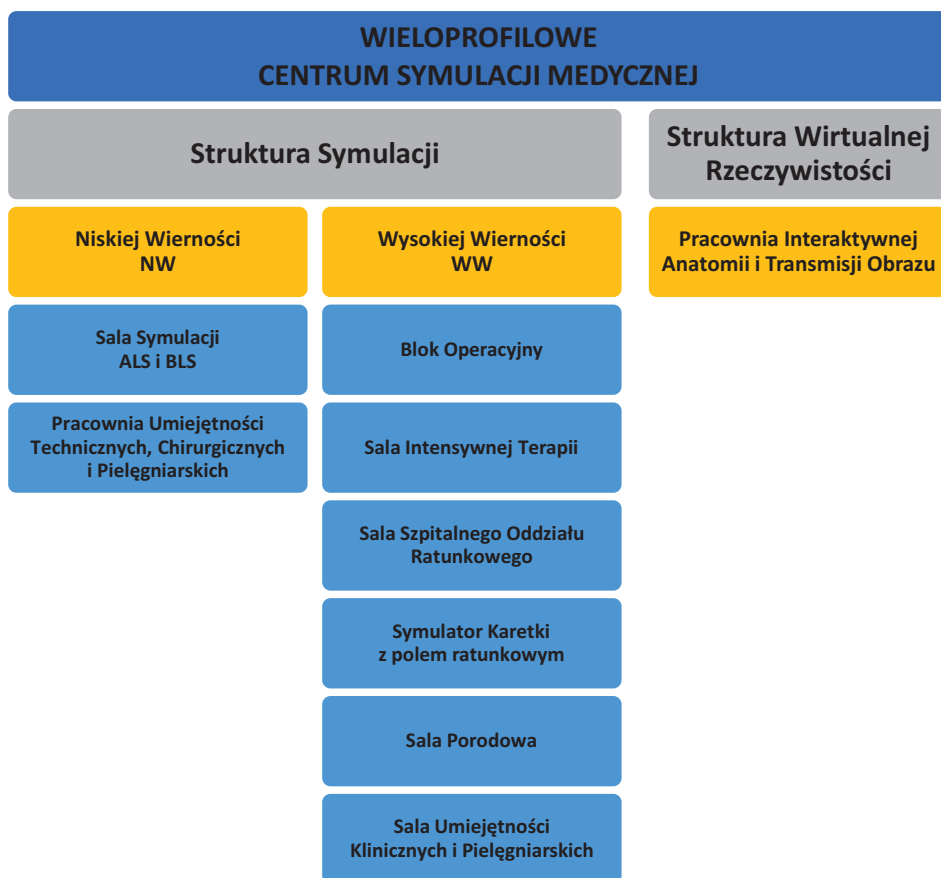 WIELOPROFILOWE
CENTRUM SYMULACJI MEDYCZNEJ
Struktura Symulacji
Struktura Wirtualnej
Rzeczywistości
Niskiej Wierności
NW
Wysokiej Wierności
WW
Pracownia Interaktywnej
Anatomii i Transmisji Obrazu
Sala Symulacji
ALS i BLS
Blok Operacyjny
Pracownia Umiejętności
Technicznych, Chirurgicznych
i Pielęgniarskich
Sala Intensywnej Terapii
Sala Szpitalnego Oddziału
Ratunkowego
Symulator Karetki
z polem ratunkowym
Sala Porodowa
Sala Umiejętności
Klinicznych i Pielęgniarskich